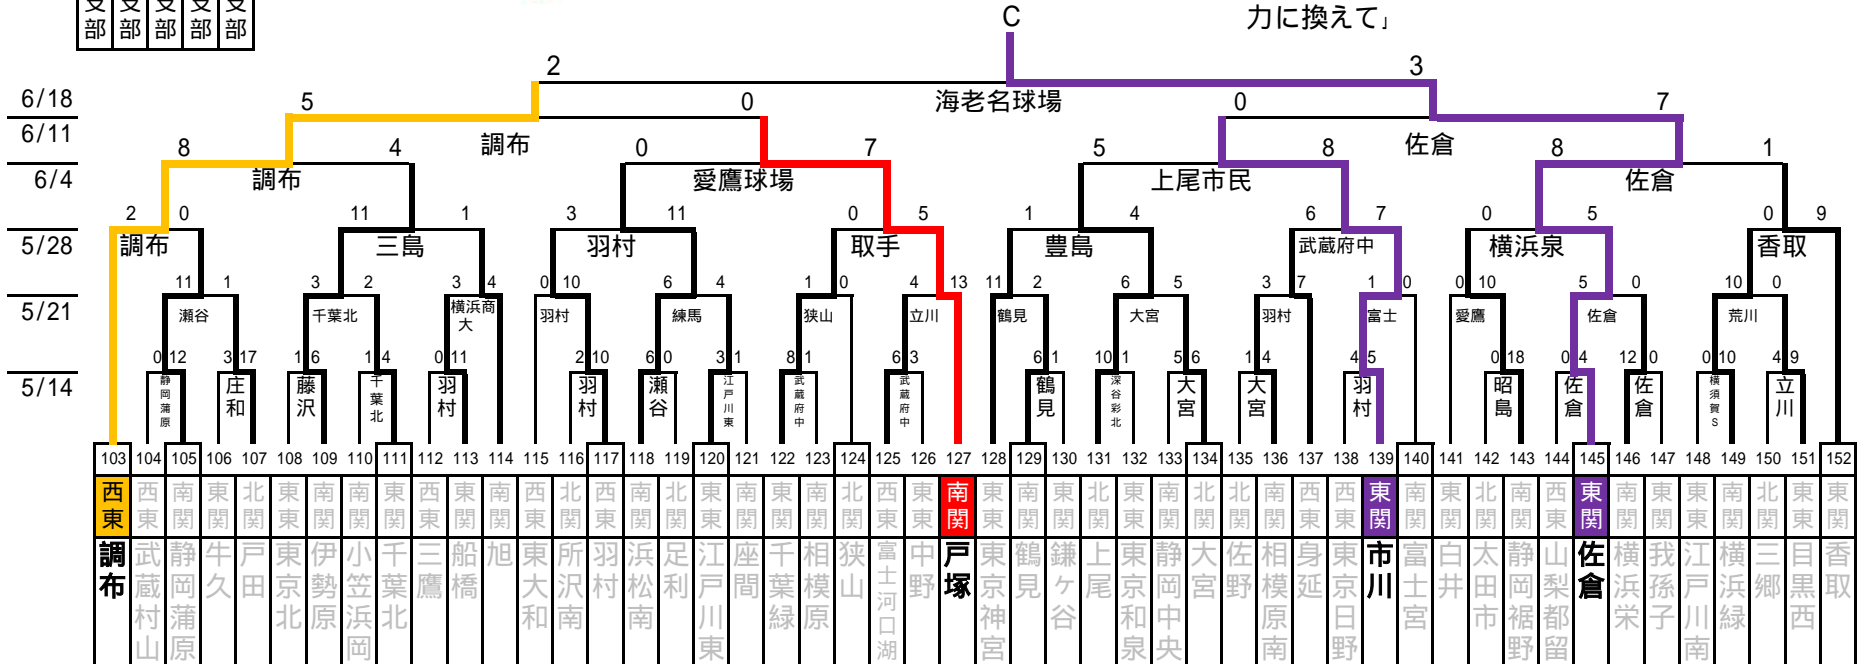 支部 支部 支部 支部 支部
C 力に換えて」
2 3
6/18 5 0 海老名球場 0 7
6/11 8 4 調布 0 7 5 8 佐倉 8 1
6/4 調布 愛鷹球場 上尾市民 佐倉
2 0 11 1 3 11 0 5 1 4 6 7 0 5 0 9
5/28 調布 三島 羽村 取手 豊島 武蔵府中 横浜泉 香取
11 1 3 2 3 4 0 10 6 4 1 0 4 13 11 2 6 5 3 7 1 0 0 10 5 0 10 0
5/21 瀬谷 千葉北 横浜商大 羽村 練馬 狭山 立川 鶴見 大宮 羽村 富士 愛鷹 佐倉 荒川
0 12 3 17 1 6 1 4 0 11 2 10 6 0 3 1 8 1 6 3 6 1 10 1 5 6 1 4 4 5 0 18 0 4 12 0 0 10 4 9
5/14 静岡蒲原 庄和 藤沢 千葉北 羽村 羽村 瀬谷 江戸川東 武蔵府中 武蔵府中 鶴見 深谷彩北 大宮 大宮 羽村 昭島 佐倉 佐倉 横須賀S 立川
103 104 105 106 107 108 109 110 111 112 113 114 115 116 117 118 119 120 121 122 123 124 125 126 127 128 129 130 131 132 133 134 135 136 137 138 139 140 141 142 143 144 145 146 147 148 149 150 151 152
西東 西東 南関 東関 北関 東東 南関 南関 東関 西東 東関 南関 西東 北関 西東 南関 北関 東東 南関 東関 南関 北関 西東 東東 南関 東東 南関 東関 北関 東東 南関 北関 北関 南関 西東 西東 東関 南関 東関 北関 南関 西東 東関 南関 東関 東東 南関 北関 東東 東関
調布 武蔵村山 静岡蒲原 牛久 戸田 東京北 伊勢原 小笠浜岡 千葉北 三鷹 船橋 旭 東大和 所沢南 羽村 浜松南 足利 江戸川東 座間 千葉緑 相模原 狭山 富士河口湖 中野 戸塚 東京神宮 鶴見 鎌ヶ谷 上尾 東京和泉 静岡中央 大宮 佐野 相模原南 身延 東京日野 市川 富士宮 白井 太田市 静岡裾野 山梨都留 佐倉 横浜栄 我孫子 江戸川南 横浜緑 三郷 目黒西 香取